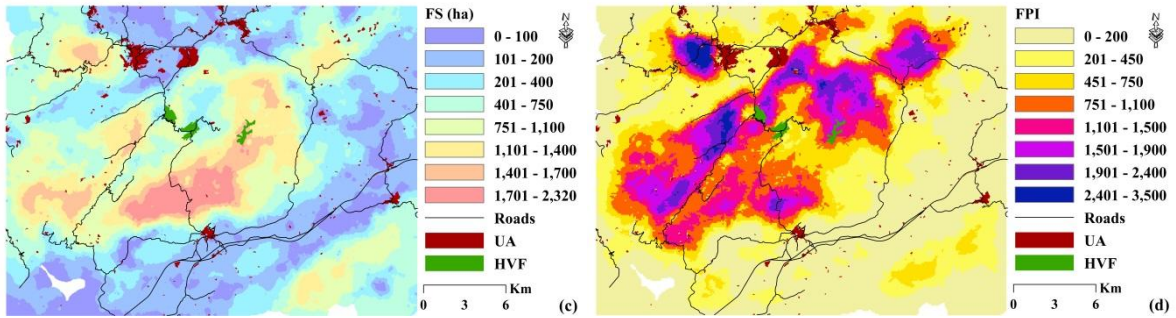 FS (ha)
N
0 - 100
101 - 200
201 - 400
401 - 750
751 - 1,100
1,101 - 1,400
1,401 - 1,700
1,701 - 2,320
Roads
UA
HVF
Km
0 6
(c)
FPI
N
0 - 200
201 - 450
451 - 750
751 - 1,100
1,101 - 1,500
1,501 - 1,900
1,901 - 2,400
2,401 - 3,500
Roads
UA
HVF
Km
0 6
(d)